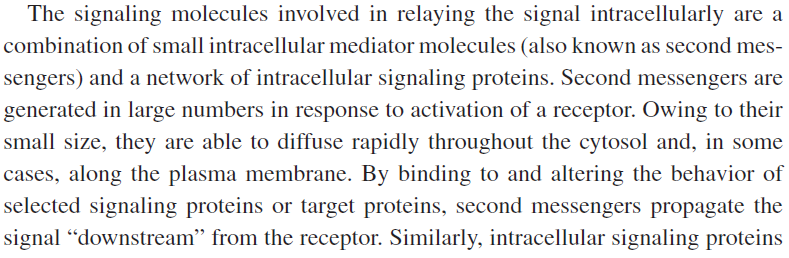 The signaling molecules involved in relaying the signal intracellularly are a
combination of small intracellular mediator molecules (also known as second mes-
sengers) and a network of intracellular signaling proteins. Second messengers are
generated in large numbers in response to activation of a receptor. Owing to their
small size, they are able to diffuse rapidly throughout the cytosol and, in some
cases, along the plasma membrane. By binding to and altering the behavior of
selected signaling proteins or target proteins, second messengers propagate the
signal “downstream” from the receptor. Similarly, intracellular signaling proteins